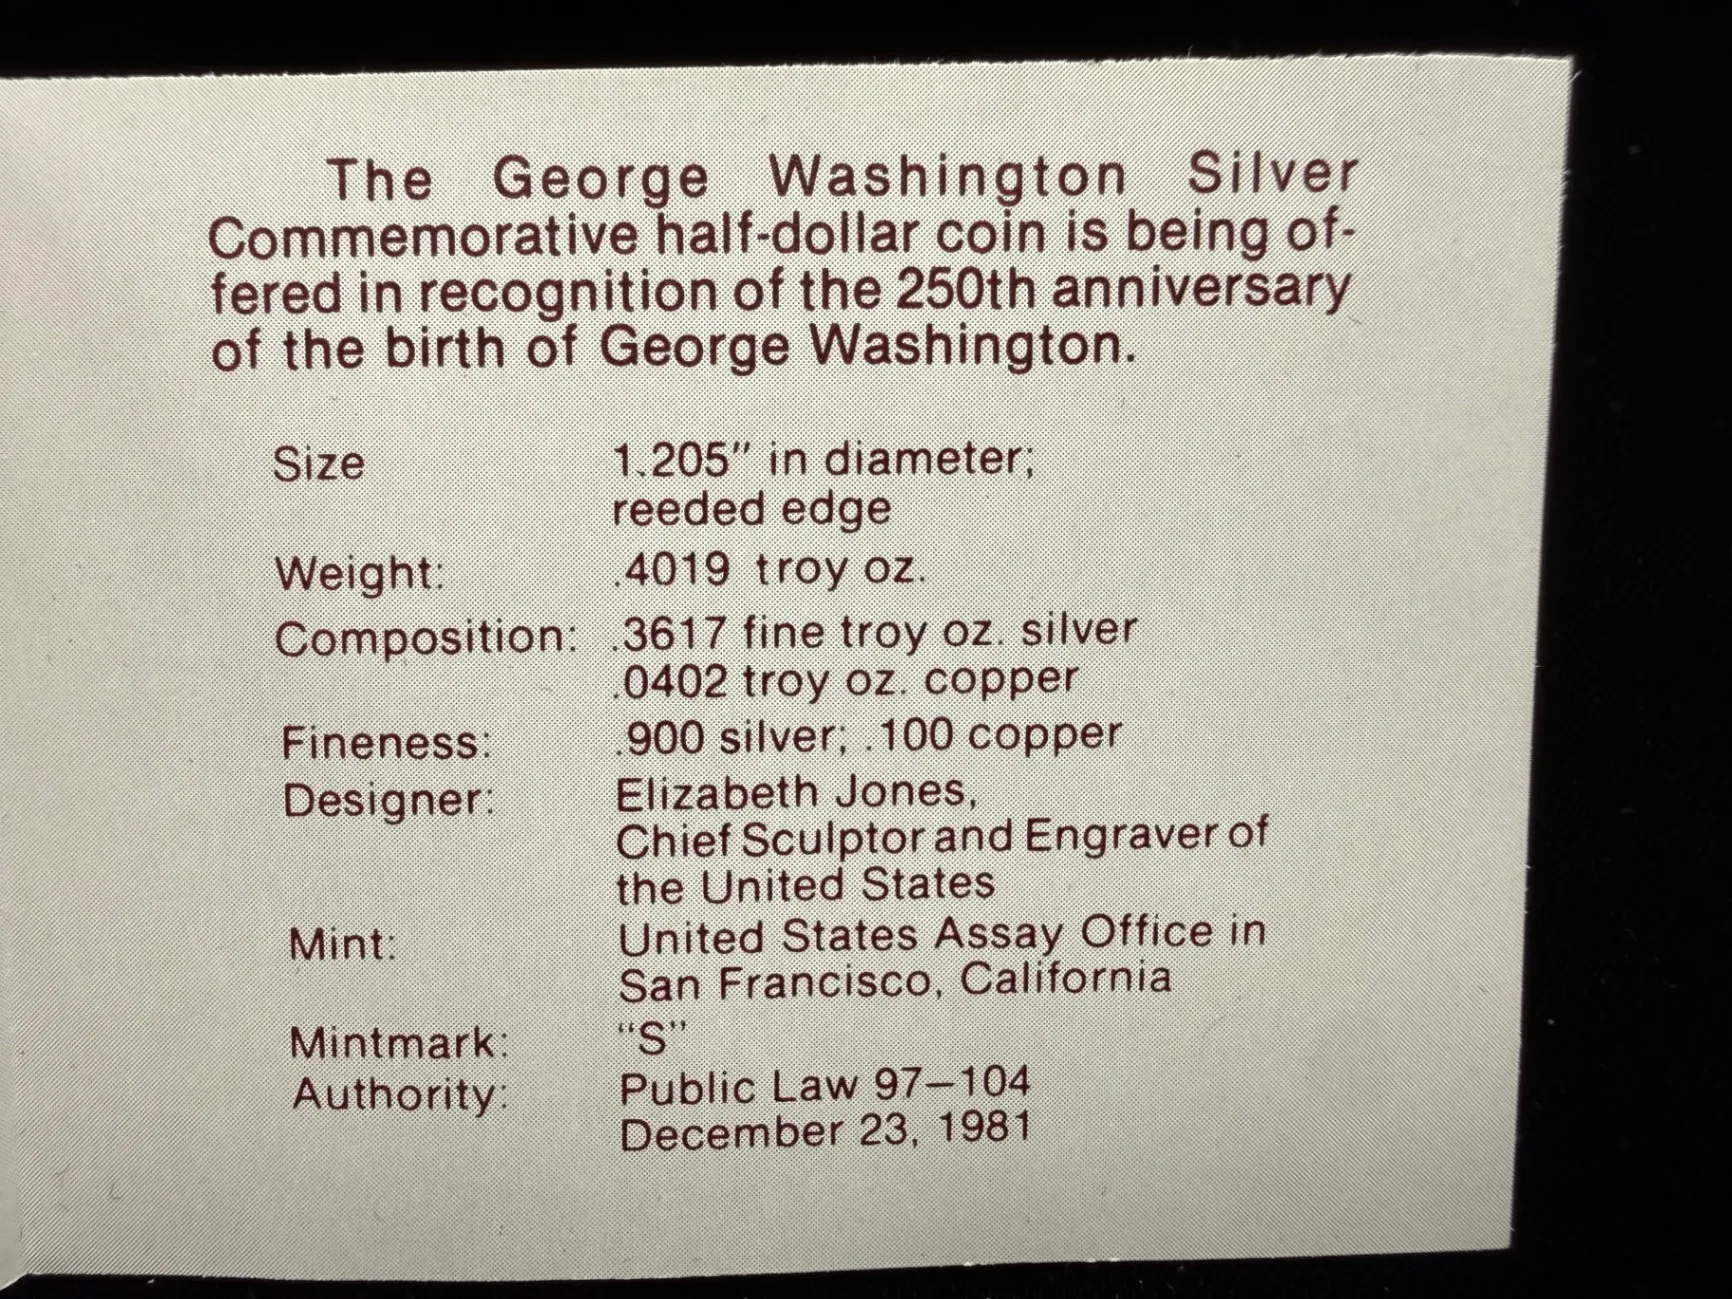 The George Washington Silver
Commemorative half-dollar coin is being of-
fered in recognition of the 250th anniversary
of the birth of George Washington.
Size 1.205" in diameter;
reeded edge
Weight: .4019 troy oz.
Composition: .3617 fine troy oz. silver
.0402 troy oz. copper
Fineness: .900 silver; .100 copper
Designer: Elizabeth Jones,
Chief Sculptor and Engraver of
the United States
Mint: United States Assay Office in
San Francisco, California
Mintmark: "S"
Authority: Public Law 97–104
December 23, 1981